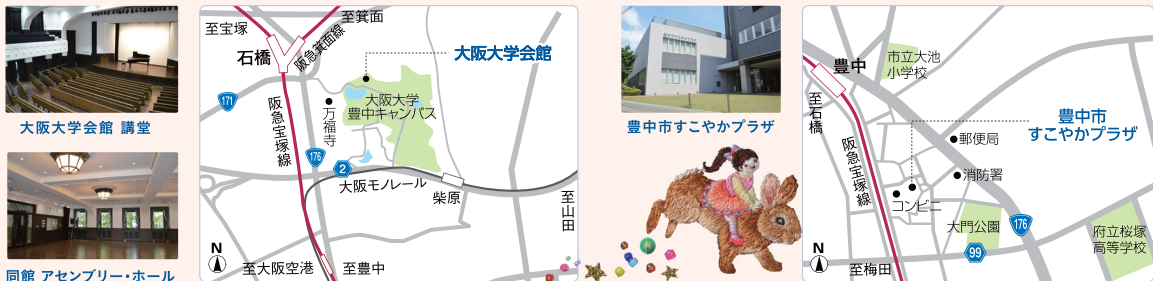 大阪大学会館 講堂
同館 アセンブリー・ホール
至宝塚
至箕面
阪急箕面線
石橋
大阪大学会館
171
阪急宝塚線
万福寺
大阪大学
豊中キャンパス
176
2
大阪モノレール
柴原
至山田
N
至大阪空港
至豊中
豊中市すこやかプラザ
豊中
市立大池
小学校
至石橋
阪急宝塚線
豊中市
すこやかプラザ
郵便局
消防署
コンビニ
大門公園
176
99
府立桜塚
高等学校
N
至梅田